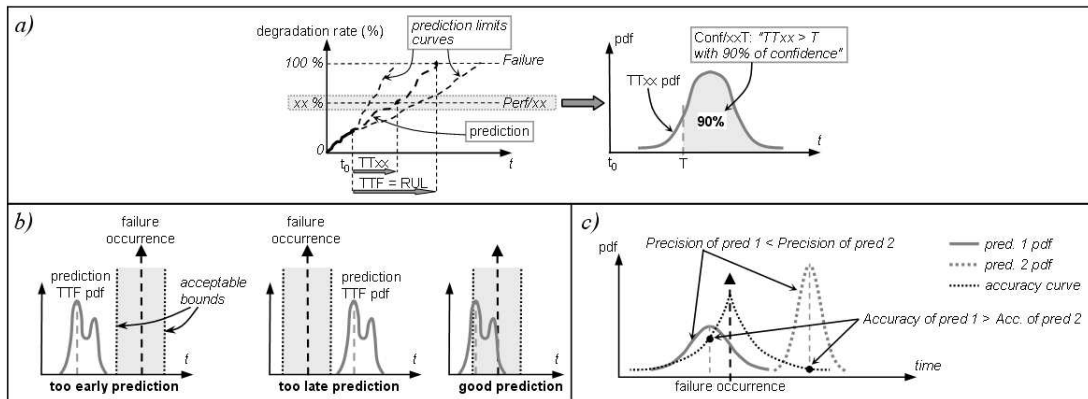 a)
degradation rate (%)
prediction limits
curves
100 %
Failure
xx %
Perf/xx
prediction
0
t0
TTxx
t
TTF = RUL
pdf
Conf/xxT: "TTxx > T
with 90% of confidence"
TTxx pdf
90%
t0
T
t
b)
failure
occurrence
prediction
TTF pdf
acceptable
bounds
t
too early prediction
failure
occurrence
prediction
TTF pdf
t
too late prediction
t
good prediction
c)
pdf
Precision of pred 1 < Precision of pred 2
pred. 1 pdf
pred. 2 pdf
accuracy curve
Accuracy of pred 1 > Acc. of pred 2
time
failure occurrence